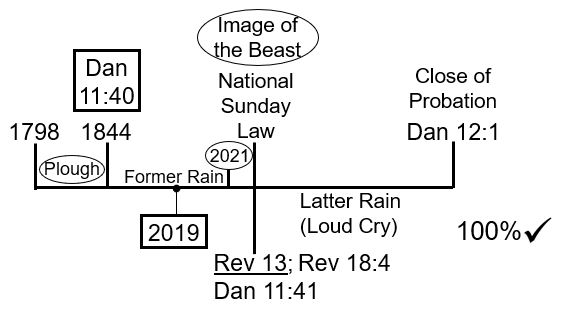 Image of
the Beast
Dan
11:40
National
Sunday
Law
Close of
Probation
Dan 12:1
1798
1844
Plough
Former Rain
2021
2019
Latter Rain
(Loud Cry)
100%✓
Rev 13; Rev 18:4
Dan 11:41